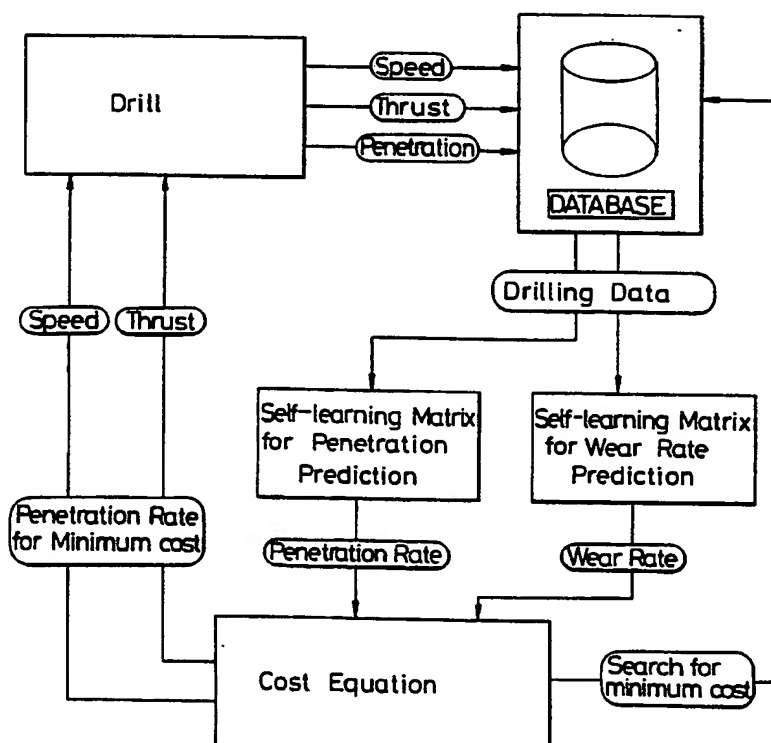 Drill
Speed
Thrust
Penetration
DATABASE
Drilling Data
Speed
Thrust
Self-learning Matrix
for Penetration
Prediction
Self-learning Matrix
for Wear Rate
Prediction
Penetration Rate
for Minimum cost
Penetration Rate
Wear Rate
Cost Equation
Search for
minimum cost